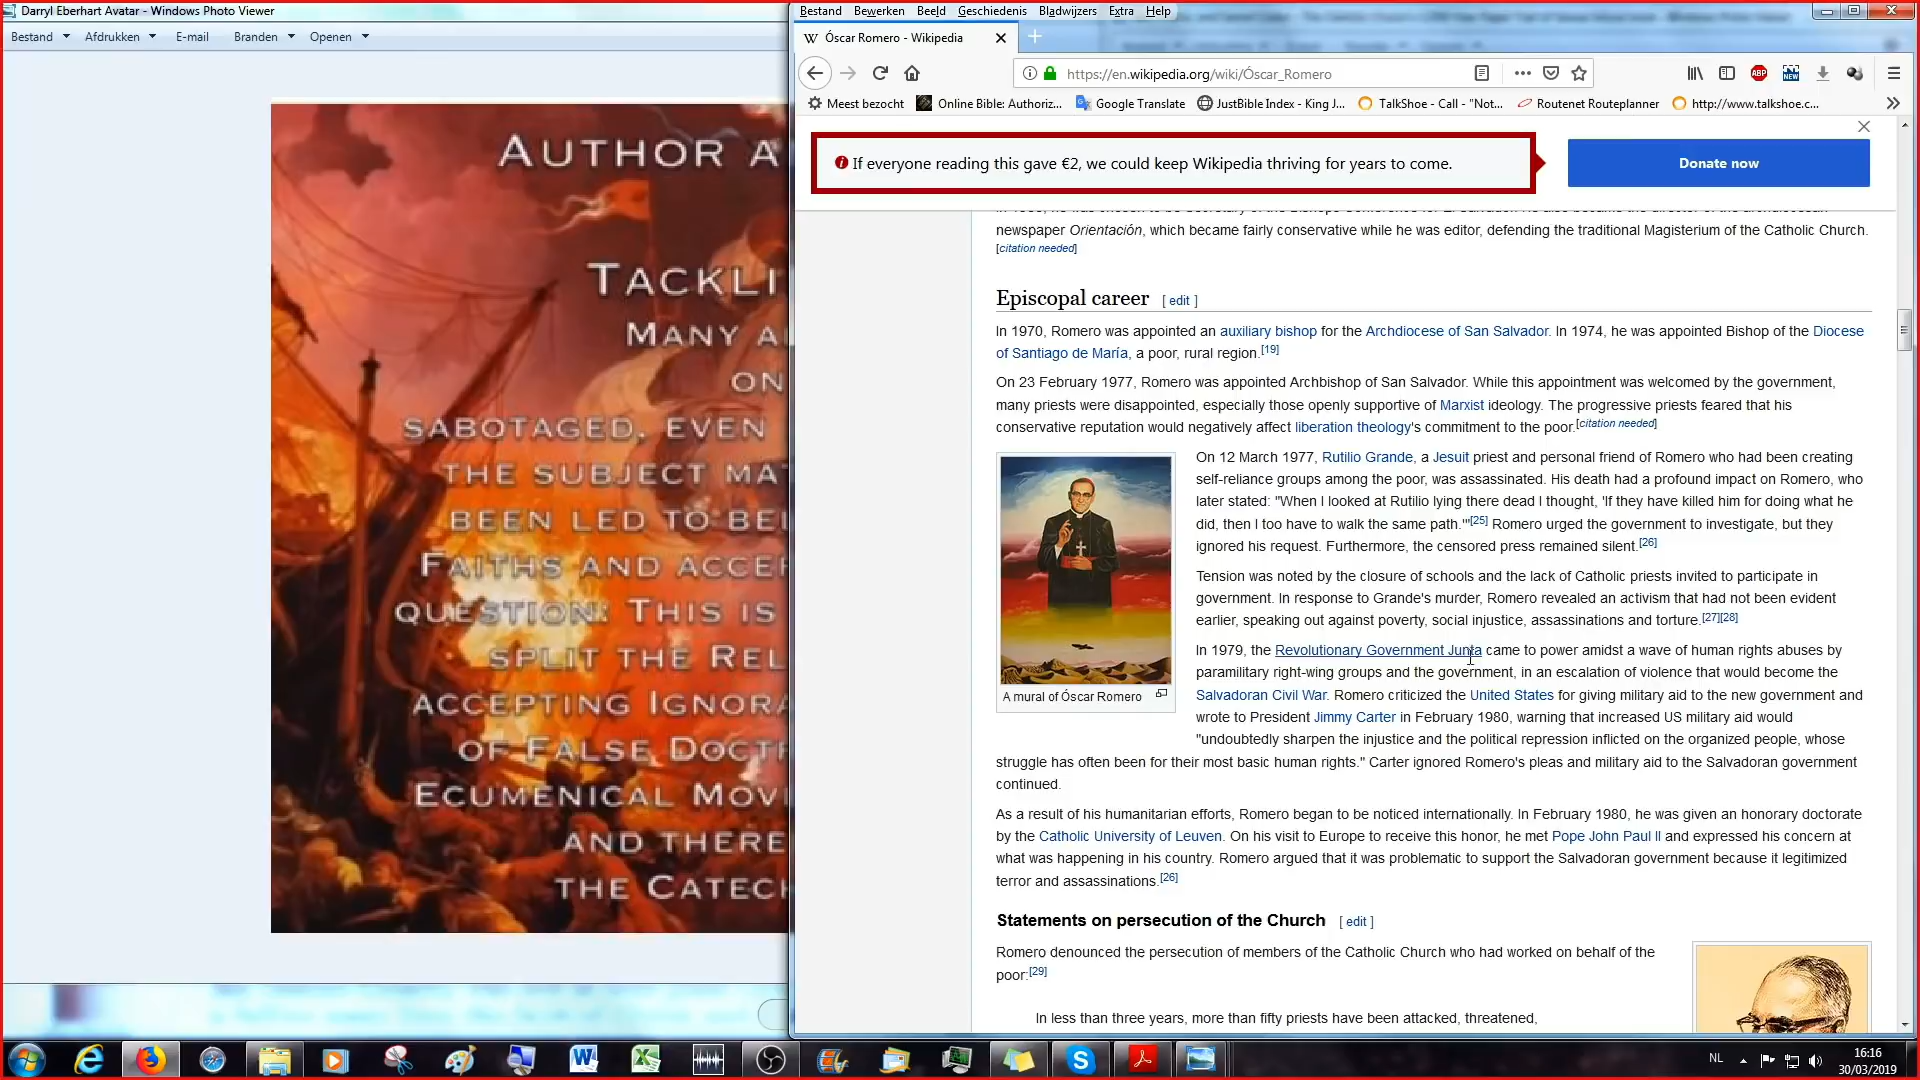 Darryl Eberhart Avatar - Windows Photo Viewer
Bestand Afdrukken E-mail Branden Openen
AUTHOR A
TACKLI
MANY A
ON
SABOTAGED, EVEN
THE SUBJECT MAT
BEEN LED TO BEL
FAITHS AND ACCEP
QUESTION: THIS IS
SPLIT THE REL
ACCEPTING IGNORA
OF FALSE DOCTR
ECUMENICAL MOV
AND THERE
THE CATECH
Bestand Bewerken Beeld Geschiedenis Bladwijzers Extra Help
W Óscar Romero - Wikipedia
https://en.wikipedia.org/wiki/Óscar_Romero
ABP NEW
Meest bezocht Online Bible: Authoriz... Google Translate JustBible Index - King J... TalkShoe - Call - "Not... Routenet Routeplanner http://www.talkshoe.c...
If everyone reading this gave €2, we could keep Wikipedia thriving for years to come.
Donate now
newspaper Orientación, which became fairly conservative while he was editor, defending the traditional Magisterium of the Catholic Church.
[citation needed]
Episcopal career [ edit ]
In 1970, Romero was appointed an auxiliary bishop for the Archdiocese of San Salvador. In 1974, he was appointed Bishop of the Diocese
of Santiago de María, a poor, rural region.[19]
On 23 February 1977, Romero was appointed Archbishop of San Salvador. While this appointment was welcomed by the government,
many priests were disappointed, especially those openly supportive of Marxist ideology. The progressive priests feared that his
conservative reputation would negatively affect liberation theology's commitment to the poor.[citation needed]
On 12 March 1977, Rutilio Grande, a Jesuit priest and personal friend of Romero who had been creating
self-reliance groups among the poor, was assassinated. His death had a profound impact on Romero, who
later stated: "When I looked at Rutilio lying there dead I thought, 'If they have killed him for doing what he
did, then I too have to walk the same path.'"[25] Romero urged the government to investigate, but they
ignored his request. Furthermore, the censored press remained silent.[26]
Tension was noted by the closure of schools and the lack of Catholic priests invited to participate in
government. In response to Grande's murder, Romero revealed an activism that had not been evident
earlier, speaking out against poverty, social injustice, assassinations and torture.[27][28]
In 1979, the Revolutionary Government Junta came to power amidst a wave of human rights abuses by
paramilitary right-wing groups and the government, in an escalation of violence that would become the
Salvadoran Civil War. Romero criticized the United States for giving military aid to the new government and
wrote to President Jimmy Carter in February 1980, warning that increased US military aid would
"undoubtedly sharpen the injustice and the political repression inflicted on the organized people, whose
struggle has often been for their most basic human rights." Carter ignored Romero's pleas and military aid to the Salvadoran government
continued.
A mural of Óscar Romero
As a result of his humanitarian efforts, Romero began to be noticed internationally. In February 1980, he was given an honorary doctorate
by the Catholic University of Leuven. On his visit to Europe to receive this honor, he met Pope John Paul II and expressed his concern at
what was happening in his country. Romero argued that it was problematic to support the Salvadoran government because it legitimized
terror and assassinations.[26]
Statements on persecution of the Church [ edit ]
Romero denounced the persecution of members of the Catholic Church who had worked on behalf of the
poor:[29]
In less than three years, more than fifty priests have been attacked, threatened,
NL
16:16
30/03/2019